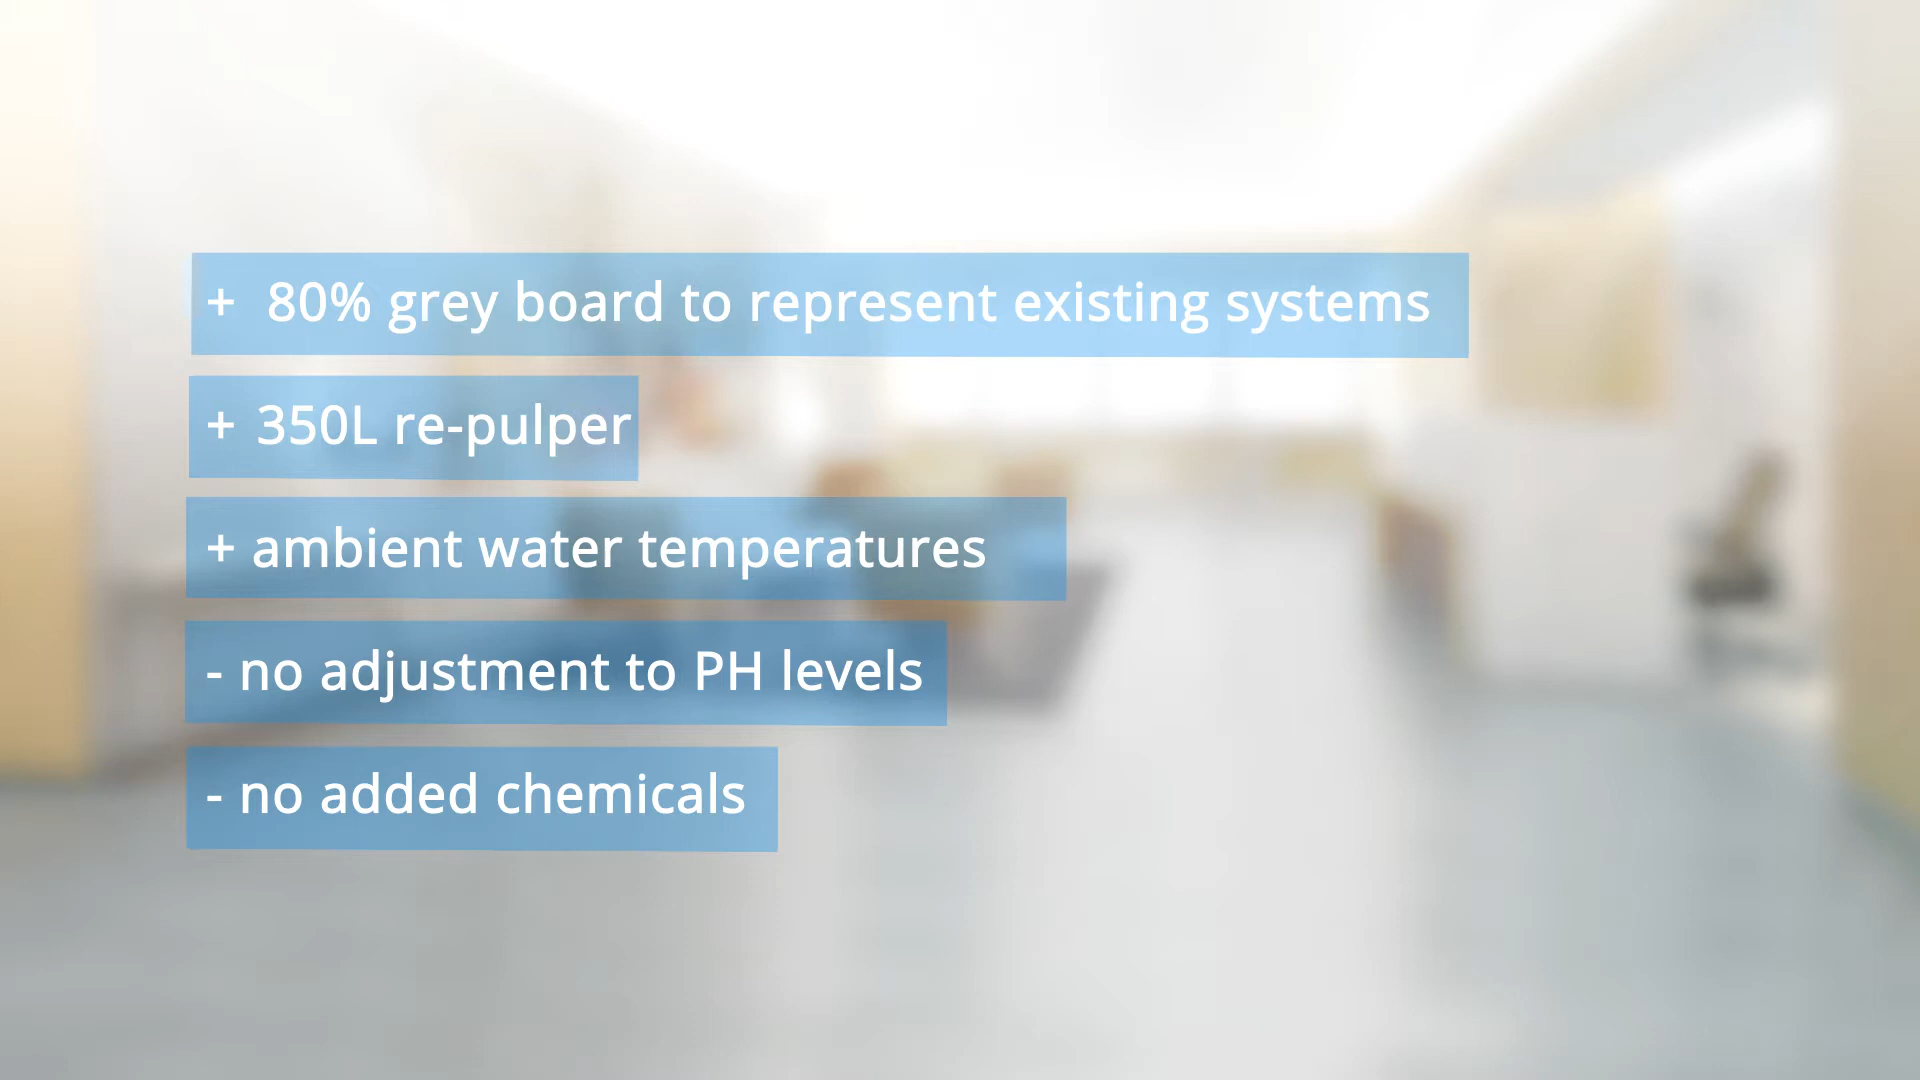 + 80% grey board to represent existing systems
+ 350L re-pulper
+ ambient water temperatures
- no adjustment to PH levels
- no added chemicals